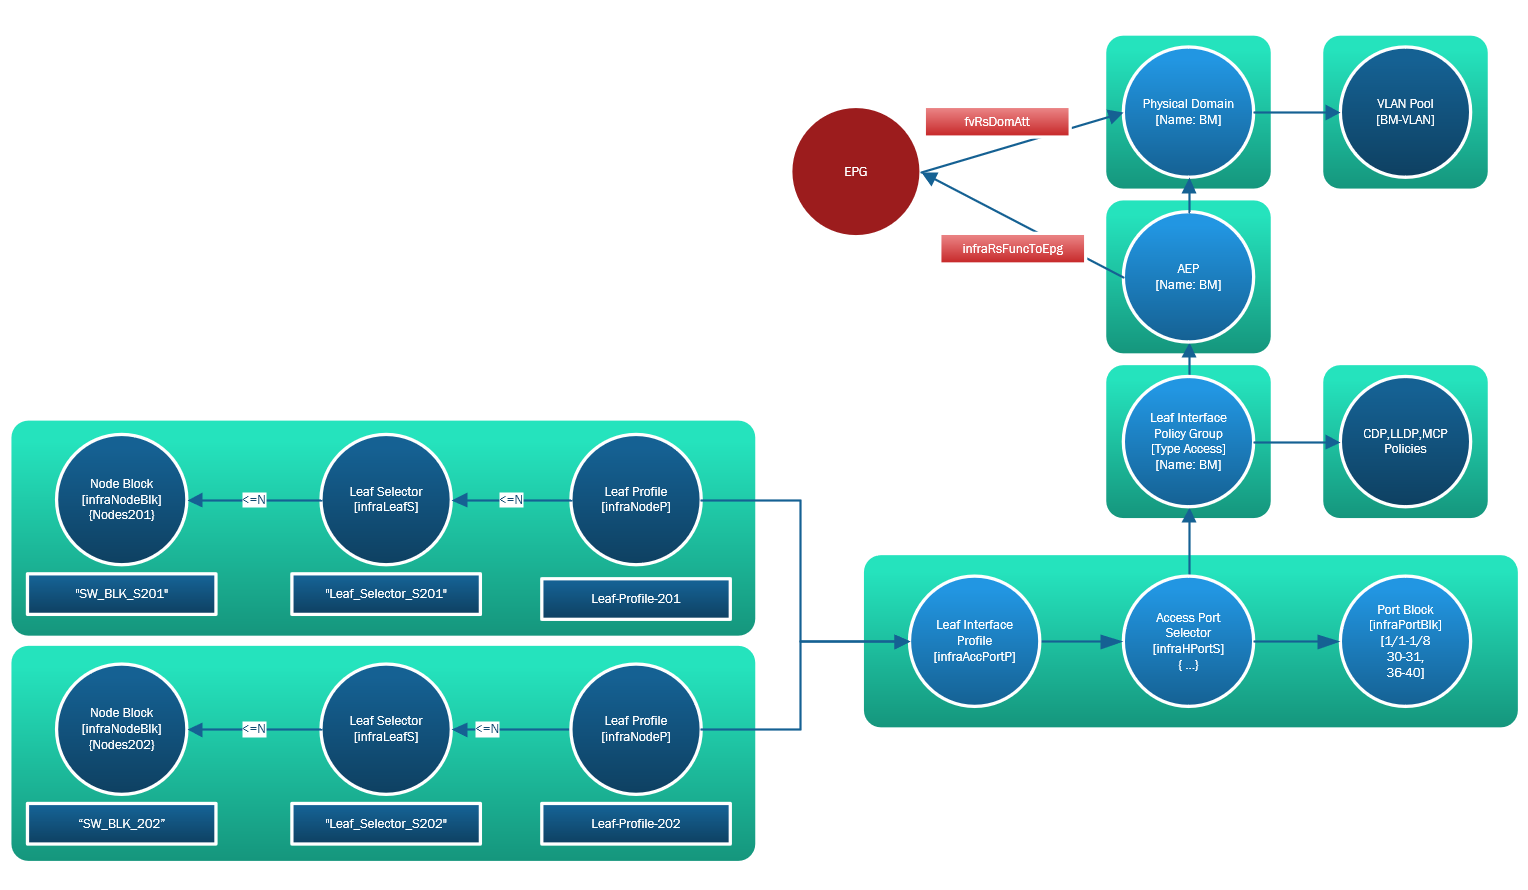 Physical Domain
[Name: BM]
VLAN Pool
[BM-VLAN]
fvRsDomAtt
EPG
infraRsFuncToEpg
AEP
[Name: BM]
Leaf Interface
Policy Group
[Type Access]
[Name: BM]
CDP,LLDP,MCP
Policies
Node Block
[infraNodeBlk]
{Nodes201}
<=N
Leaf Selector
[infraLeafS]
<=N
Leaf Profile
[infraNodeP]
"SW_BLK_S201"
"Leaf_Selector_S201"
Leaf-Profile-201
Leaf Interface
Profile
[infraAccPortP]
Access Port
Selector
[infraHPortS]
{ ...}
Port Block
[infraPortBlk]
[1/1-1/8
30-31,
36-40]
Node Block
[infraNodeBlk]
{Nodes202}
<=N
Leaf Selector
[infraLeafS]
<=N
Leaf Profile
[infraNodeP]
“SW_BLK_202”
"Leaf_Selector_S202"
Leaf-Profile-202